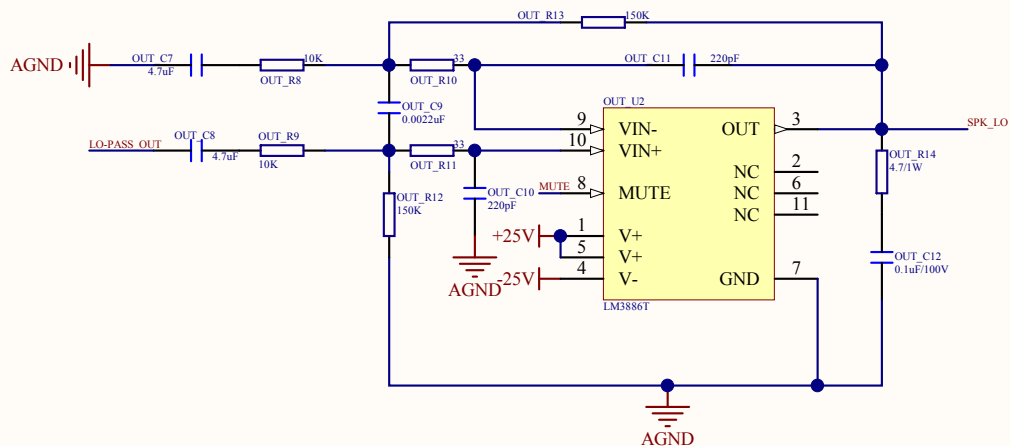 OUT_R13
150K
OUT_C7
4.7uF
AGND
10K
OUT_R8
33
OUT_R10
OUT_C11
220pF
OUT_C9
0.0022uF
OUT_U2
LO-PASS_OUT
OUT_C8
4.7uF
OUT_R9
10K
33
OUT_R11
9
VIN-
OUT
3
SPK_LO
10
VIN+
NC
2
OUT_R14
4.7/1W
OUT_R12
150K
OUT_C10
220pF
MUTE
8
MUTE
NC
6
NC
11
+25V
1
V+
5
V+
-25V
4
V-
GND
7
AGND
OUT_C12
0.1uF/100V
LM3886T
AGND